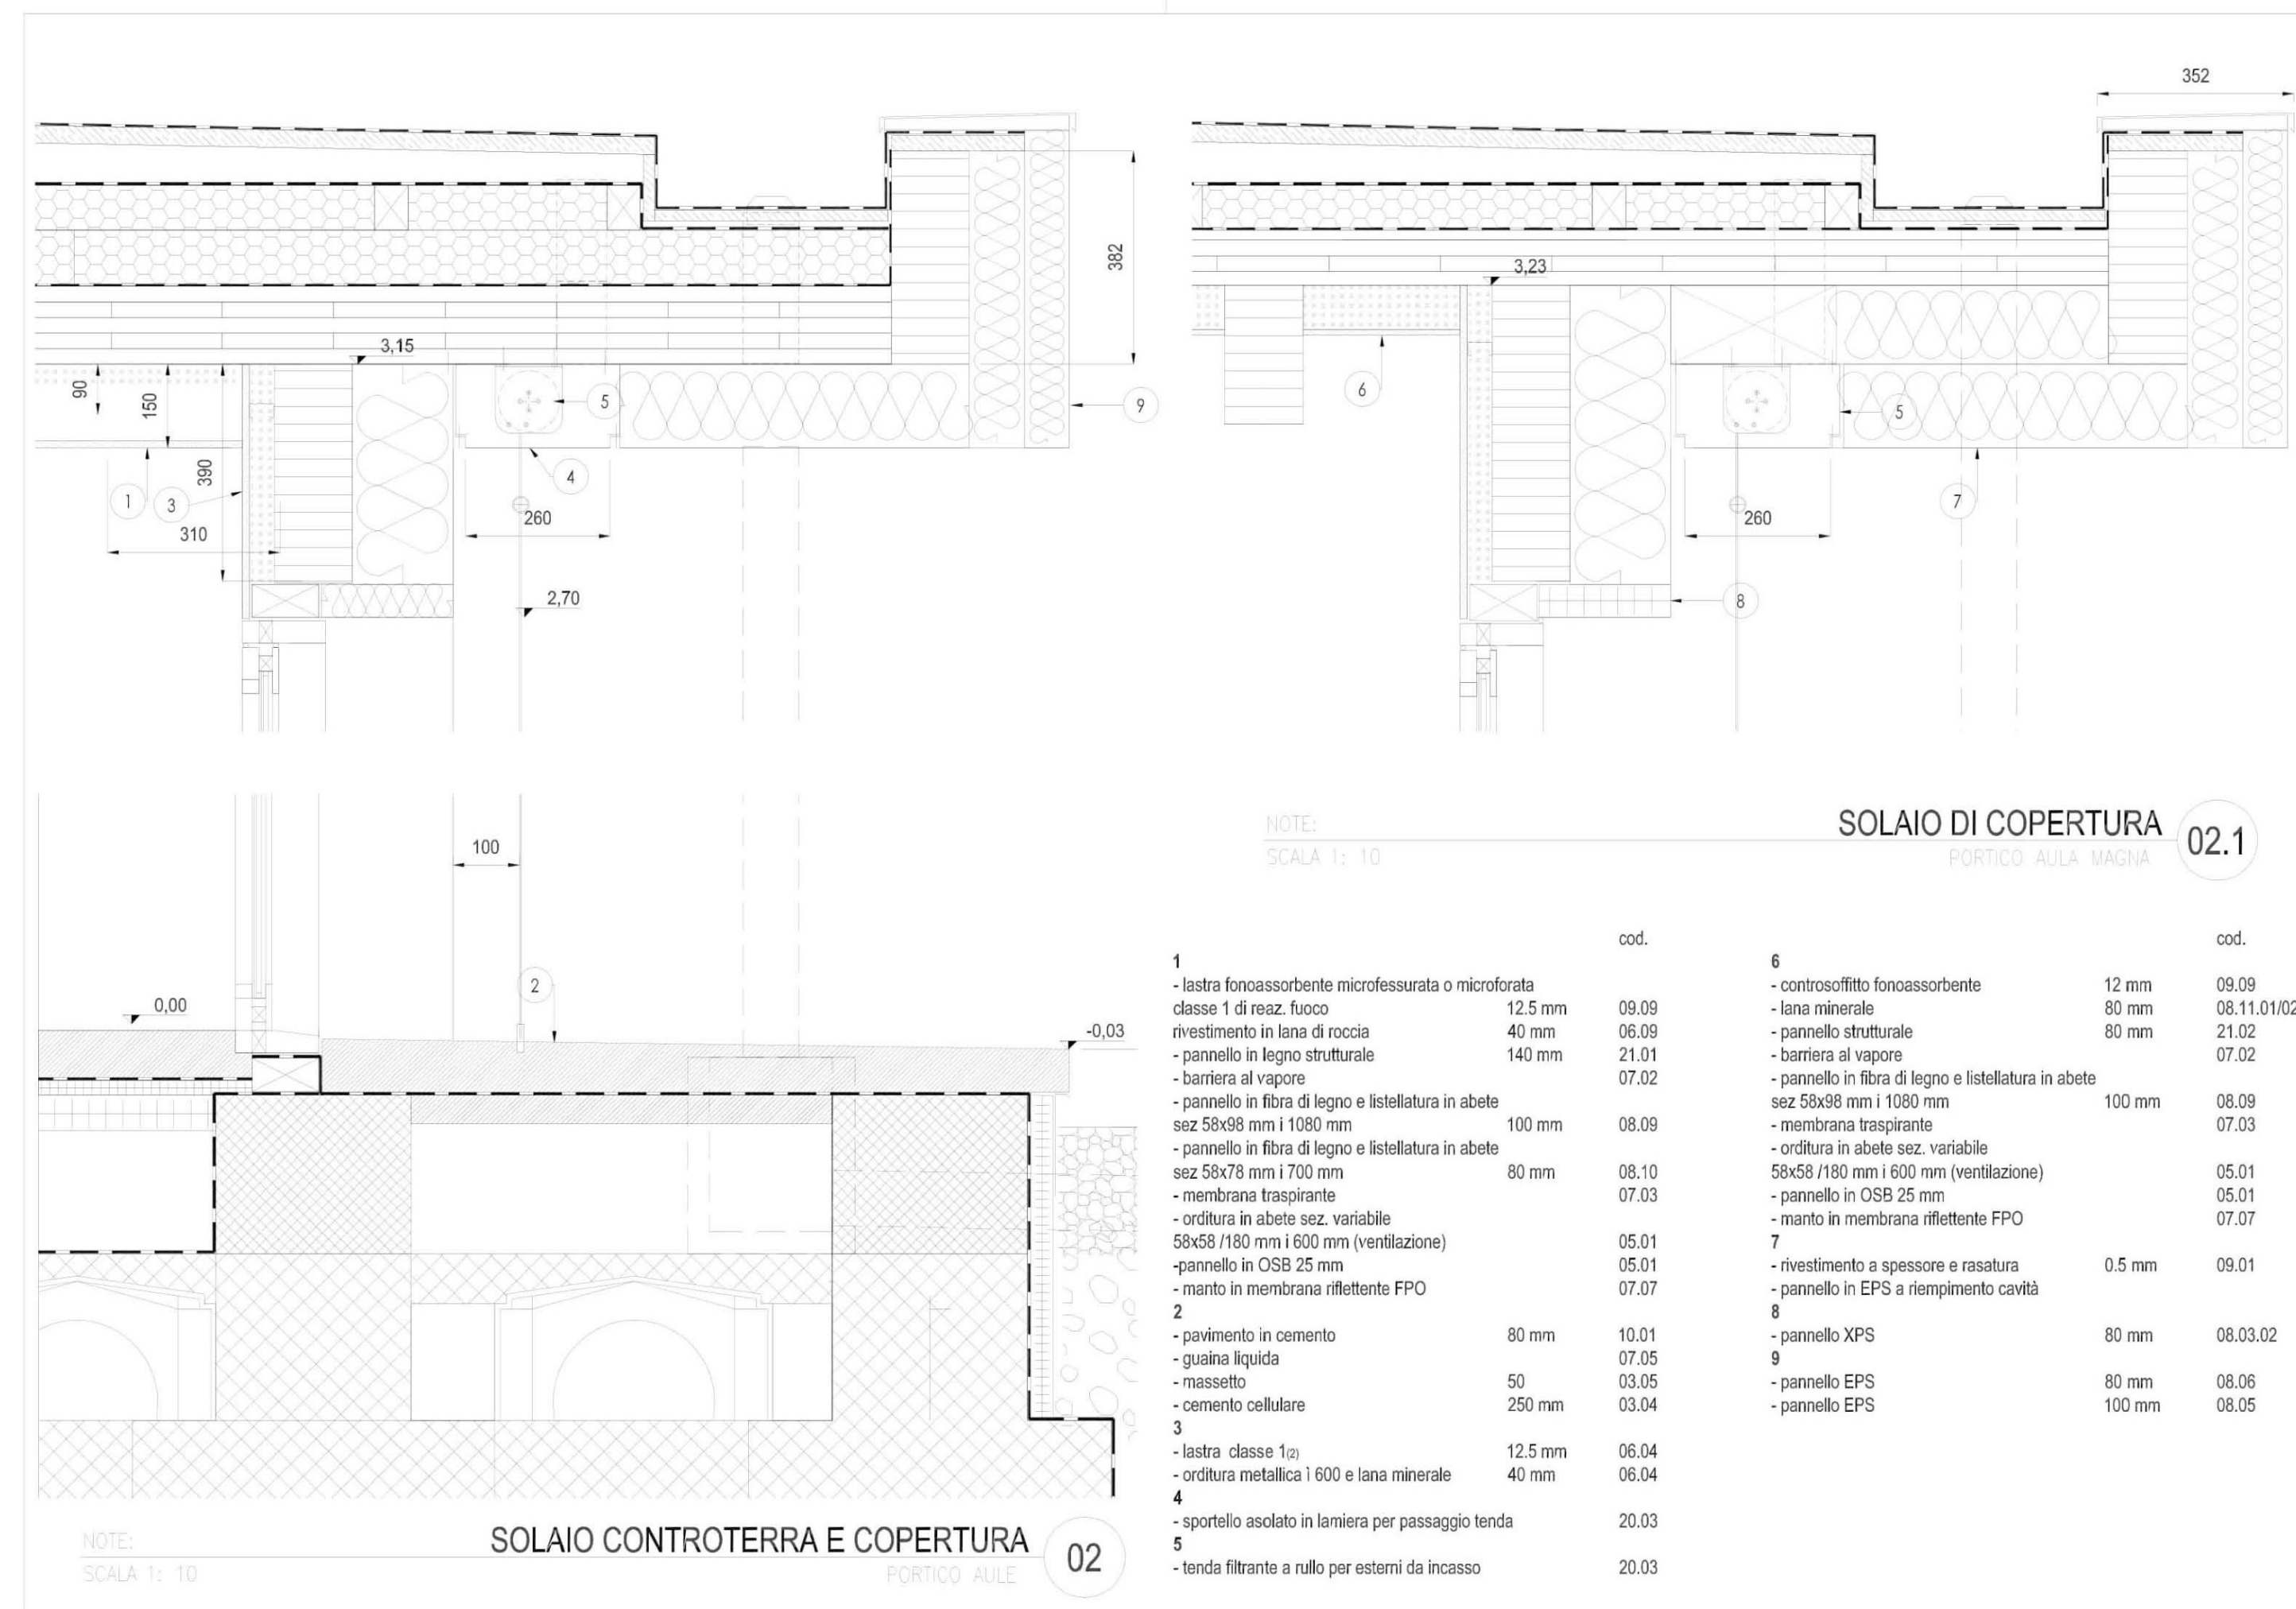 352
382
3,15
90
150
390
310
260
2,70
1
3
4
5
9
3,23
6
5
260
7
8
100
2
0,00
-0,03
NOTE:
SCALA 1: 10
SOLAIO DI COPERTURA
PORTICO AULA MAGNA
02.1
cod.
1
- lastra fonoassorbente microfessurata o microforata
classe 1 di reaz. fuoco 12.5 mm 09.09
rivestimento in lana di roccia 40 mm 06.09
- pannello in legno strutturale 140 mm 21.01
- barriera al vapore 07.02
- pannello in fibra di legno e listellatura in abete
sez 58x98 mm i 1080 mm 100 mm 08.09
- pannello in fibra di legno e listellatura in abete
sez 58x78 mm i 700 mm 80 mm 08.10
- membrana traspirante 07.03
- orditura in abete sez. variabile
58x58 /180 mm i 600 mm (ventilazione) 05.01
-pannello in OSB 25 mm 05.01
- manto in membrana riflettente FPO 07.07
2
- pavimento in cemento 80 mm 10.01
- guaina liquida 07.05
- massetto 50 03.05
- cemento cellulare 250 mm 03.04
3
- lastra classe 1(2) 12.5 mm 06.04
- orditura metallica ì 600 e lana minerale 40 mm 06.04
4
- sportello asolato in lamiera per passaggio tenda 20.03
5
- tenda filtrante a rullo per esterni da incasso 20.03
cod.
6
- controsoffitto fonoassorbente 12 mm 09.09
- lana minerale 80 mm 08.11.01/02
- pannello strutturale 80 mm 21.02
- barriera al vapore 07.02
- pannello in fibra di legno e listellatura in abete
sez 58x98 mm i 1080 mm 100 mm 08.09
- membrana traspirante 07.03
- orditura in abete sez. variabile
58x58 /180 mm i 600 mm (ventilazione) 05.01
- pannello in OSB 25 mm 05.01
- manto in membrana riflettente FPO 07.07
7
- rivestimento a spessore e rasatura 0.5 mm 09.01
- pannello in EPS a riempimento cavità
8
- pannello XPS 80 mm 08.03.02
9
- pannello EPS 80 mm 08.06
- pannello EPS 100 mm 08.05
NOTE:
SCALA 1: 10
SOLAIO CONTROTERRA E COPERTURA
PORTICO AULE
02